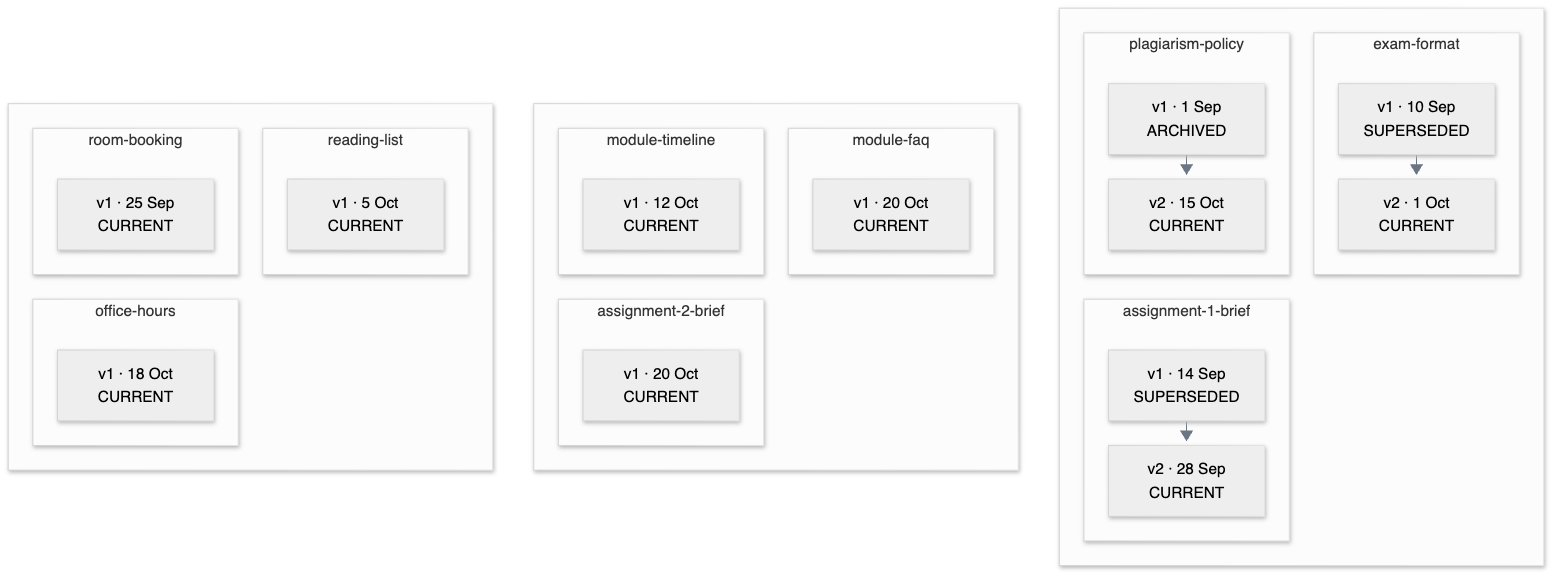 room-booking
v1 · 25 Sep
CURRENT
reading-list
v1 · 5 Oct
CURRENT
office-hours
v1 · 18 Oct
CURRENT
module-timeline
v1 · 12 Oct
CURRENT
module-faq
v1 · 20 Oct
CURRENT
assignment-2-brief
v1 · 20 Oct
CURRENT
plagiarism-policy
v1 · 1 Sep
ARCHIVED
v2 · 15 Oct
CURRENT
exam-format
v1 · 10 Sep
SUPERSEDED
v2 · 1 Oct
CURRENT
assignment-1-brief
v1 · 14 Sep
SUPERSEDED
v2 · 28 Sep
CURRENT